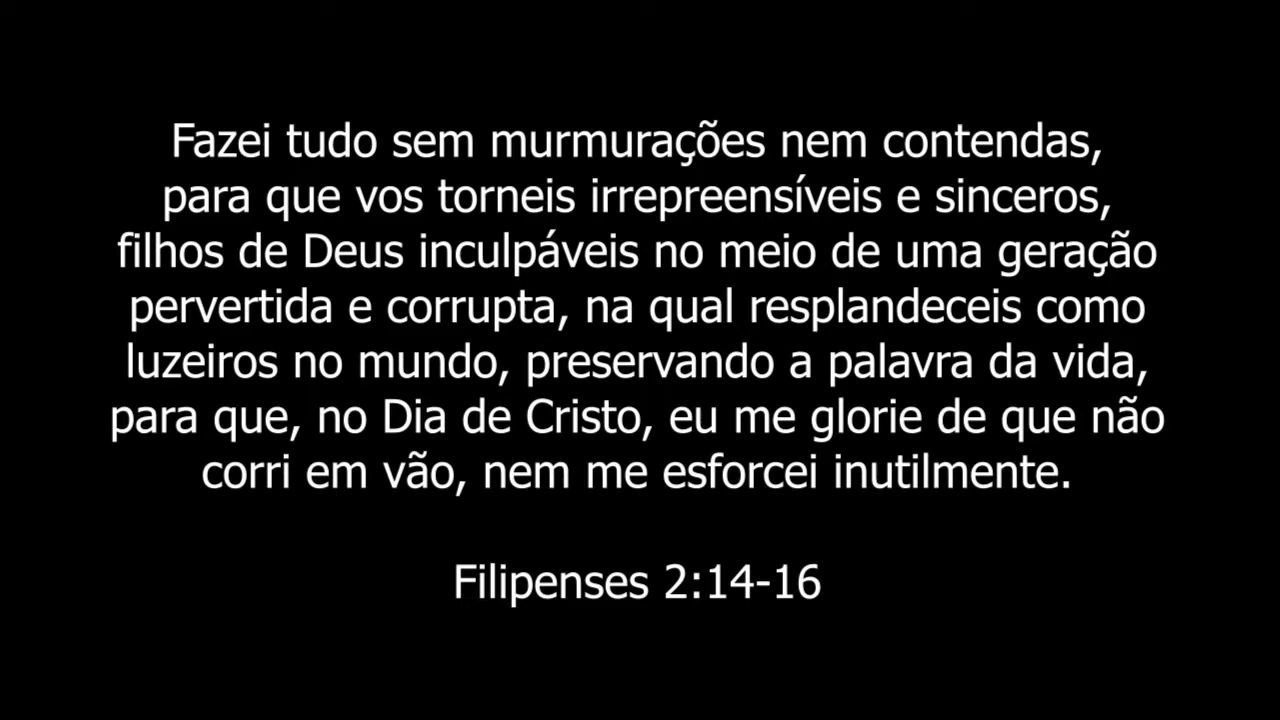 Fazei tudo sem murmurações nem contendas,
para que vos torneis irrepreensíveis e sinceros,
filhos de Deus inculpáveis no meio de uma geração
pervertida e corrupta, na qual resplandeceis como
luzeiros no mundo, preservando a palavra da vida,
para que, no Dia de Cristo, eu me glorie de que não
corri em vão, nem me esforcei inutilmente.
Filipenses 2:14-16